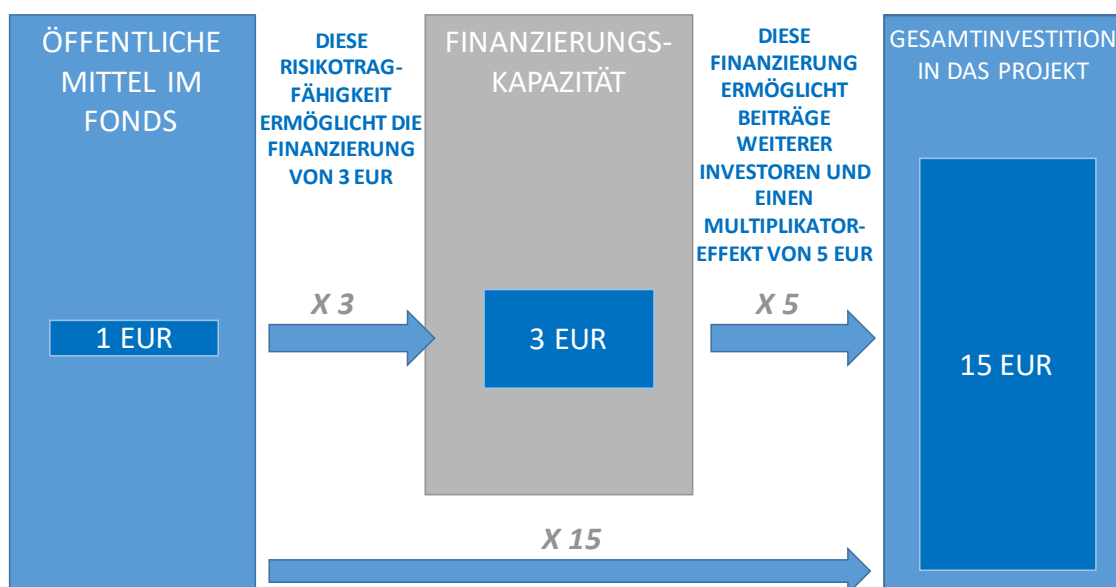 ÖFFENTLICHE
MITTEL IM
FONDS
1 EUR
DIESE
RISIKOTRAG-
FÄHIGKEIT
ERMÖGLICHT DIE
FINANZIERUNG
VON 3 EUR
X 3
FINANZIERUNGS-
KAPAZITÄT
3 EUR
DIESE
FINANZIERUNG
ERMÖGLICHT
BEITRÄGE
WEITERER
INVESTOREN UND
EINEN
MULTIPLIKATOR-
EFFEKT VON 5 EUR
X 5
GESAMTINVESTITION
IN DAS PROJEKT
15 EUR
X 15